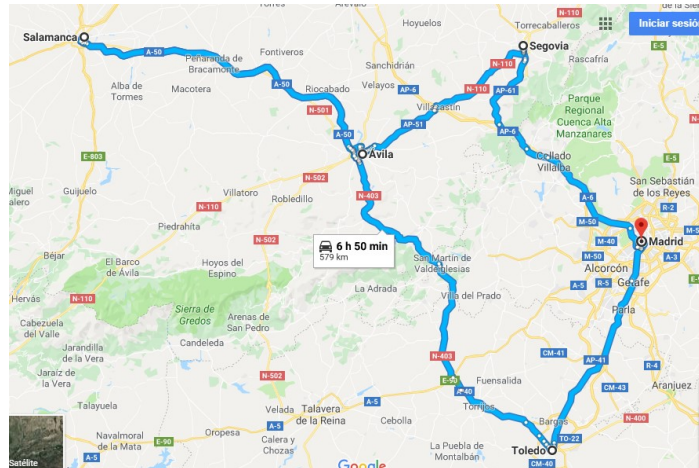 Torrecaballeros
N-110
Iniciar sesión
Hoyuelos
Salamanca
Segovia
E-5
A-50
Fontiveros
Peñaranda de
Bracamonte
Sanchidrián
N-110
Rascafría
Alba de
Tormes
Macotera
A-50
Riocabado
Velayos
AP-6
AP-61
Parque
Regional
Cuenca Alta
Manzanares
N-501
Villacastín
AP-51
AP-6
A-50
Ávila
Collado
Villalba
E-5
E-803
N-502
San Sebastián
de los Reyes
Guijuelo
Villatoro
Robledillo
N-403
A-6
R-2
N-110
M-50
Piedrahíta
N-502
6 h 50 min
579 km
M-40
Madrid
Béjar
El Barco
de Ávila
Hoyos del
Espino
San Martín de
Valdeiglesias
M-50
A-3
Alcorcón
Getafe
A-5
R-5
Hervás
N-110
La Adrada
Villa del Prado
Sierra de
Gredos
Arenas de
San Pedro
Parla
Cabezuela
del Valle
Jarandilla
de la Vera
Candeleda
N-403
CM-41
AP-41
R-4
Jaraíz de
la Vera
N-502
E-90
Fuensalida
CM-43
Aranjuez
A-40
Talayuela
Velada
A-5
Talavera
de la Reina
Torrijos
N-400
Cebolla
Bargas
Navalmoral
de la Mata
E-90
Oropesa
Calera y
Chozas
La Puebla de
Montalbán
Toledo
TO-22
CM-40
Satélite
Google